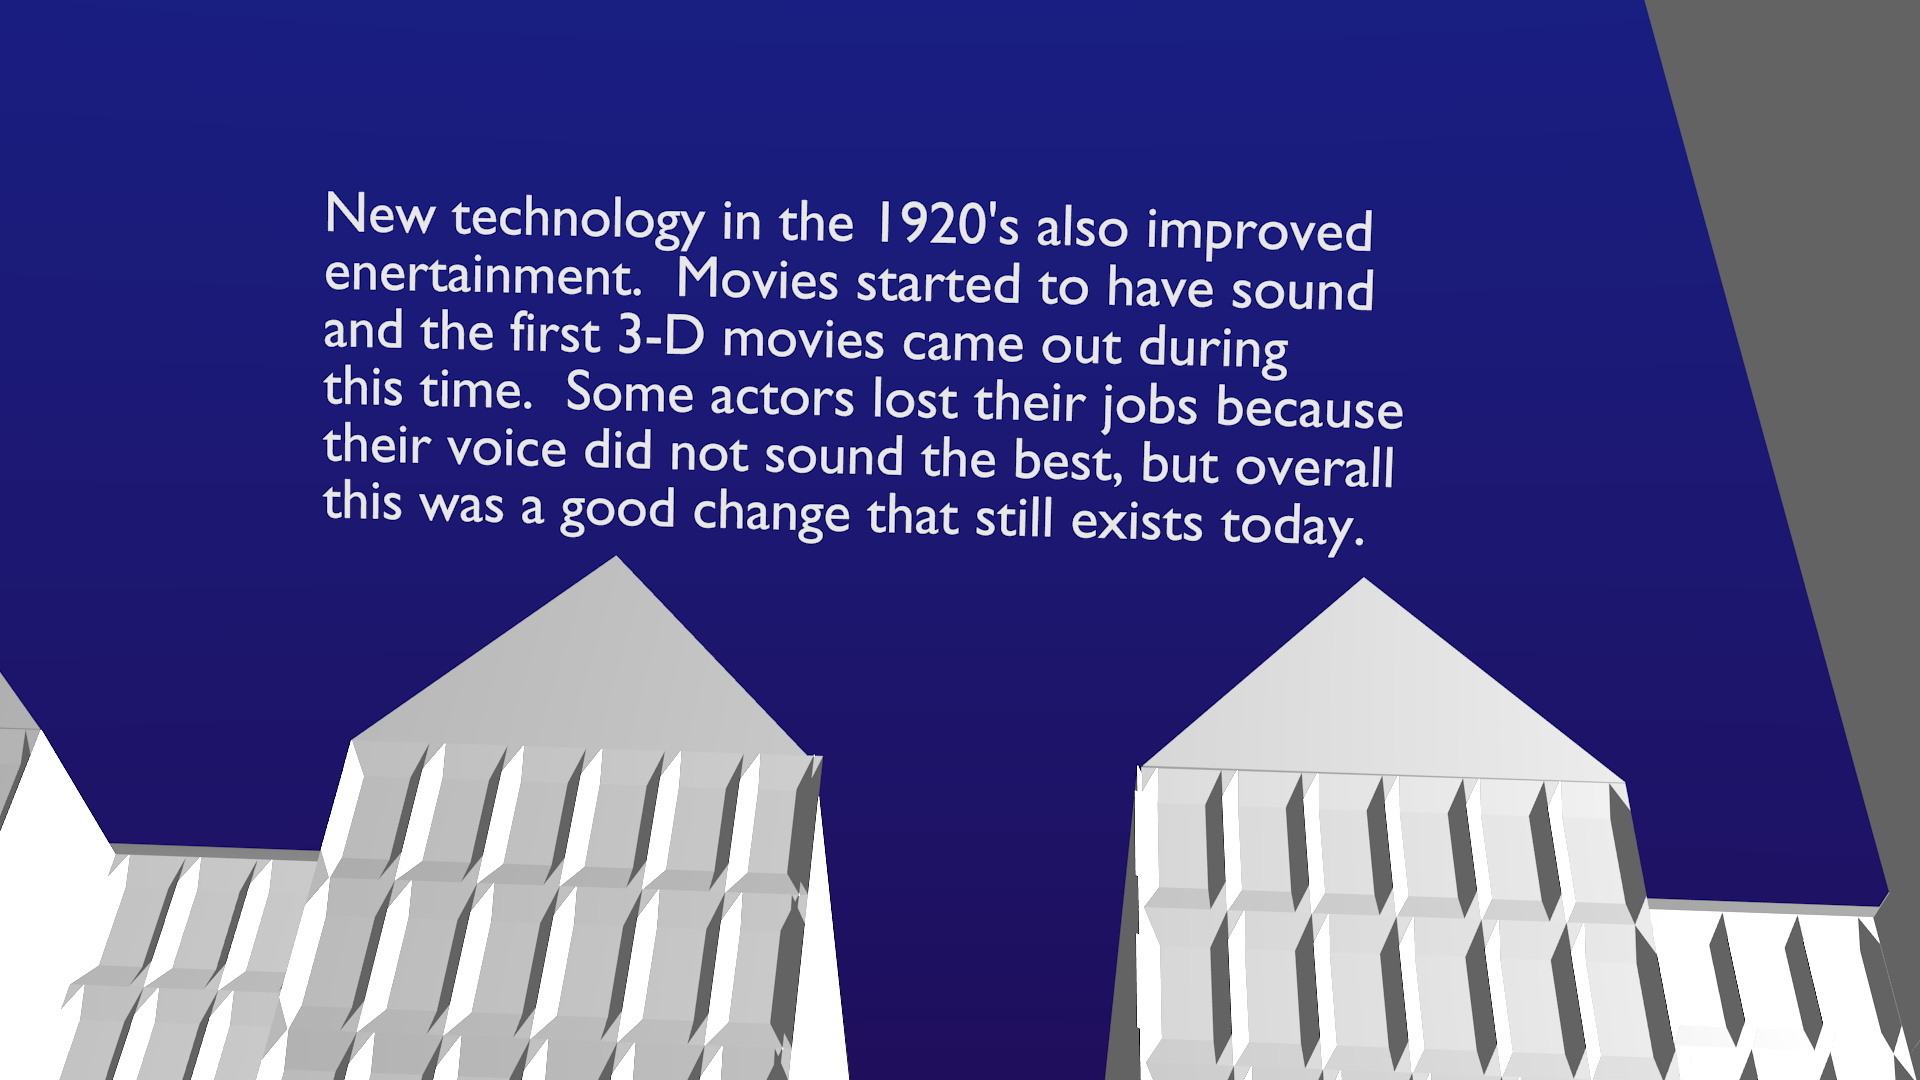 New technology in the 1920's also improved
enertainment.  Movies started to have sound
and the first 3-D movies came out during
this time.  Some actors lost their jobs because
their voice did not sound the best, but overall
this was a good change that still exists today.